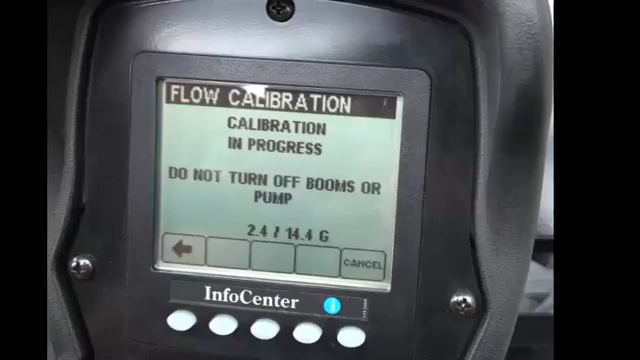 FLOW CALIBRATION
CALIBRATION
IN PROGRESS
DO NOT TURN OFF BOOMS OR
PUMP
2.4 / 14.4 G
CANCEL
InfoCenter
i